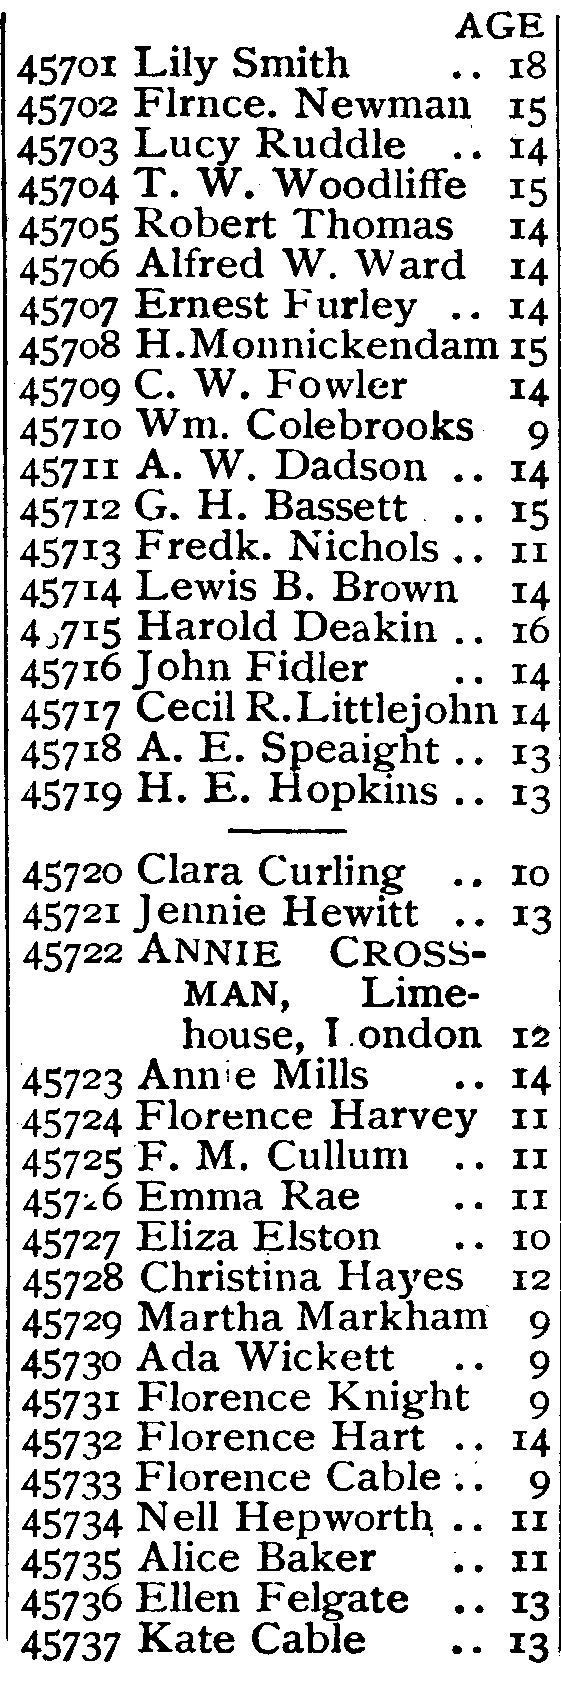 AGE
45701 Lily Smith .. 18
45702 Flrnce. Newman 15
45703 Lucy Ruddle .. 14
45704 T. W. Woodliffe 15
45705 Robert Thomas 14
45706 Alfred W. Ward 14
45707 Ernest Furley .. 14
45708 H.Monnickendam 15
45709 C. W. Fowler 14
45710 Wm. Colebrooks 9
45711 A. W. Dadson .. 14
45712 G. H. Bassett .. 15
45713 Fredk. Nichols .. 11
45714 Lewis B. Brown 14
45715 Harold Deakin .. 16
45716 John Fidler .. 14
45717 Cecil R.Littlejohn 14
45718 A. E. Speaight .. 13
45719 H. E. Hopkins .. 13
45720 Clara Curling .. 10
45721 Jennie Hewitt .. 13
45722 ANNIE CROSS-
MAN, Lime-
house, London 12
45723 Annie Mills .. 14
45724 Florence Harvey 11
45725 F. M. Cullum .. 11
45726 Emma Rae .. 11
45727 Eliza Elston .. 10
45728 Christina Hayes 12
45729 Martha Markham 9
45730 Ada Wickett .. 9
45731 Florence Knight 9
45732 Florence Hart .. 14
45733 Florence Cable .. 9
45734 Nell Hepworth .. 11
45735 Alice Baker .. 11
45736 Ellen Felgate .. 13
45737 Kate Cable .. 13